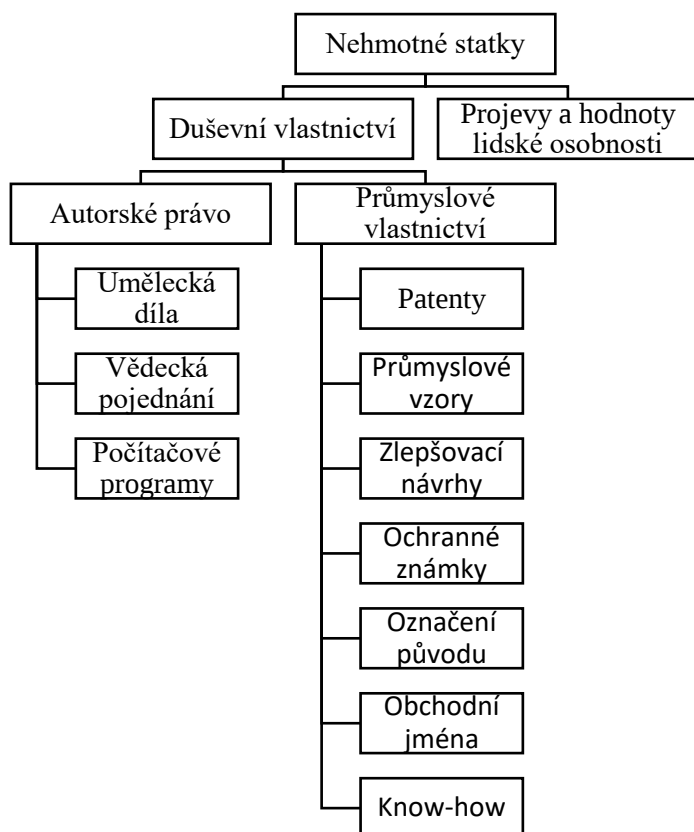 Nehmotné statky
Duševní vlastnictví
Projevy a hodnoty
lidské osobnosti
Autorské právo
Umělecká
díla
Vědecká
pojednání
Počítačové
programy
Průmyslové
vlastnictví
Patenty
Průmyslové
vzory
Zlepšovací
návrhy
Ochranné
známky
Označení
původu
Obchodní
jména
Know-how